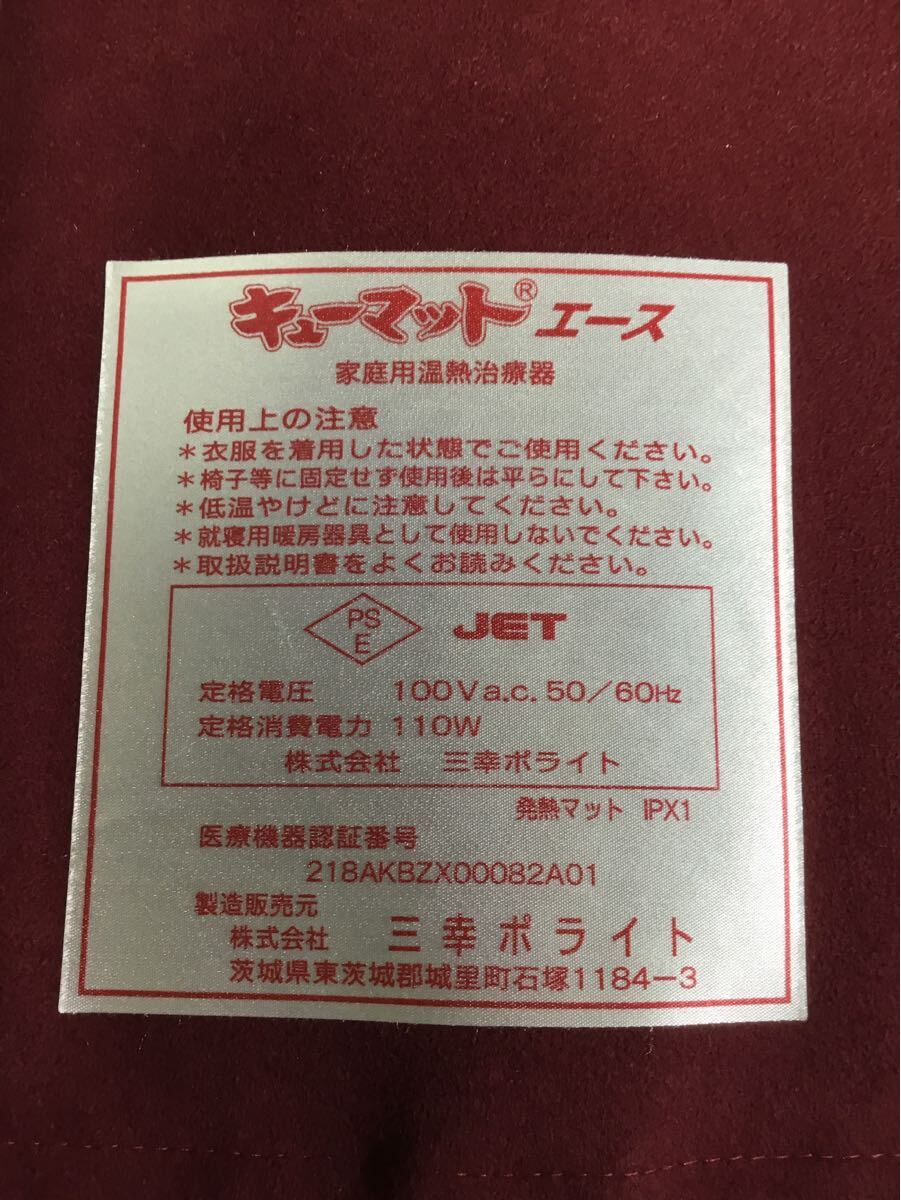 キューマット® エース
家庭用温熱治療器
使用上の注意
＊衣服を着用した状態でご使用ください。
＊椅子等に固定せず使用後は平らにして下さい。
＊低温やけどに注意してください。
＊就寝用暖房器具として使用しないでください。
＊取扱説明書をよくお読みください。
PS
E
JET
定格電圧 100Va.c.50／60Hz
定格消費電力 110W
株式会社 三幸ポライト
発熱マット IPX1
医療機器認証番号
218AKBZX00082A01
製造販売元
株式会社 三幸ポライト
茨城県東茨城郡城里町石塚1184−3